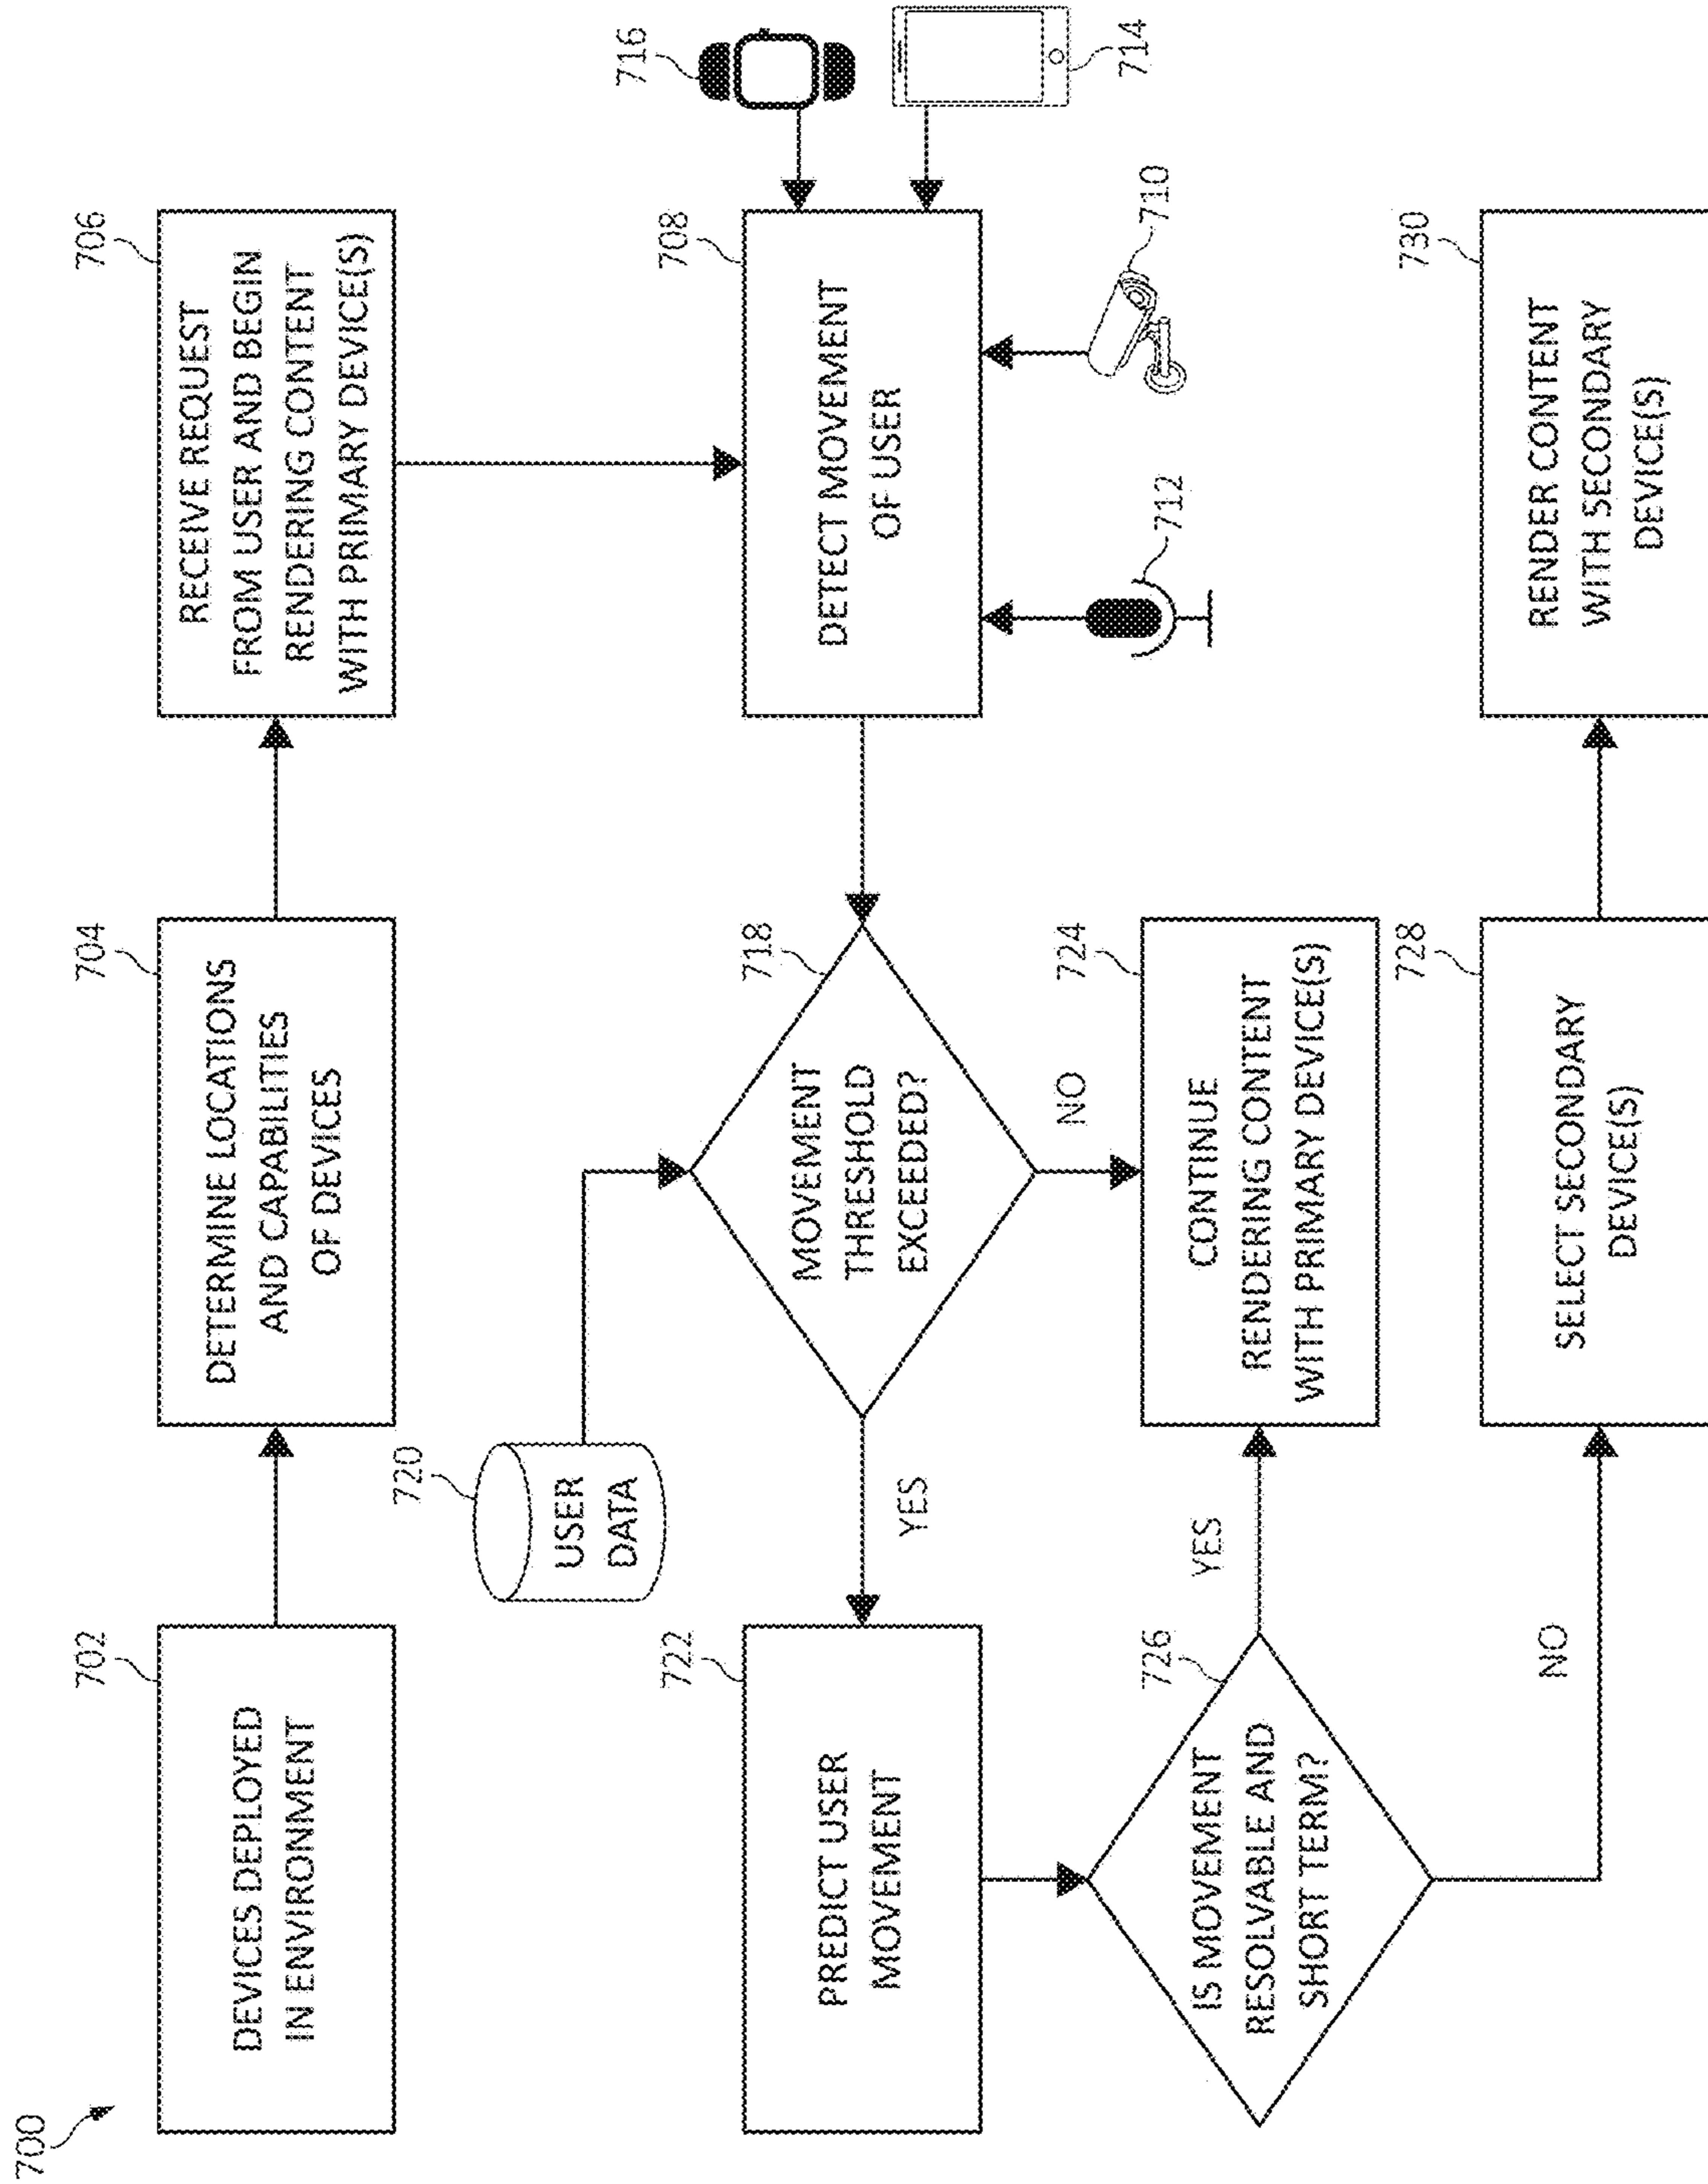 700
702
DEVICES DEPLOYED
IN ENVIRONMENT
704
DETERMINE LOCATIONS
AND CAPABILITIES
OF DEVICES
706
RECEIVE REQUEST
FROM USER AND BEGIN
RENDERING CONTENT
WITH PRIMARY DEVICE(S)
720
USER
DATA
716
714
708
DETECT MOVEMENT
OF USER
712
710
718
MOVEMENT
THRESHOLD
EXCEEDED?
YES
NO
722
PREDICT USER
MOVEMENT
724
CONTINUE
RENDERING CONTENT
WITH PRIMARY DEVICE(S)
726
IS MOVEMENT
RESOLVABLE AND
SHORT TERM?
YES
NO
728
SELECT SECONDARY
DEVICE(S)
730
RENDER CONTENT
WITH SECONDARY
DEVICE(S)